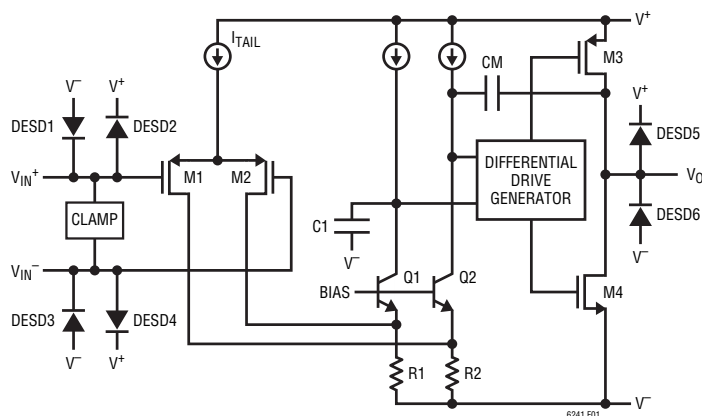 V+
ITAIL
M3
CM
V– V+
DESD1 DESD2
V+
DESD5
VIN+
M1 M2
DIFFERENTIAL
DRIVE
GENERATOR
VO
CLAMP
C1
DESD6
V–
V–
VIN–
Q1 Q2
BIAS
M4
DESD3 DESD4
V– V+
R1 R2
V–
6241 F01